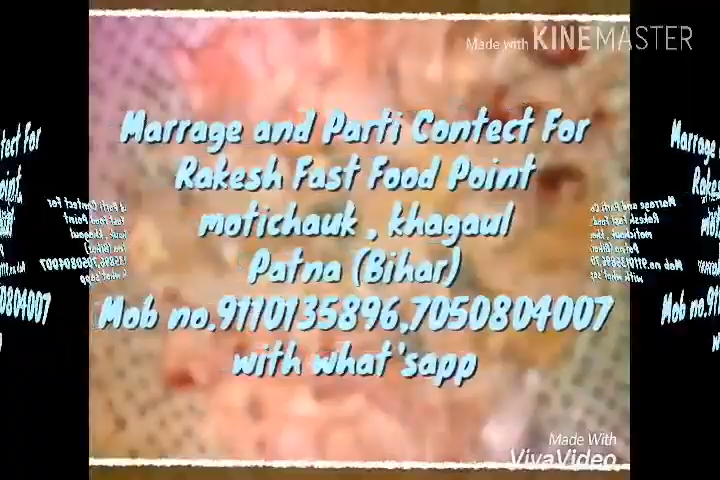 Made with KINEMASTER
Marrage and Parti Contect For
Rakesh Fast Food Point
motichauk , khagaul
Patna (Bihar)
Mob no.9110135896,7050804007
with what'sapp
Made With
VivaVideo